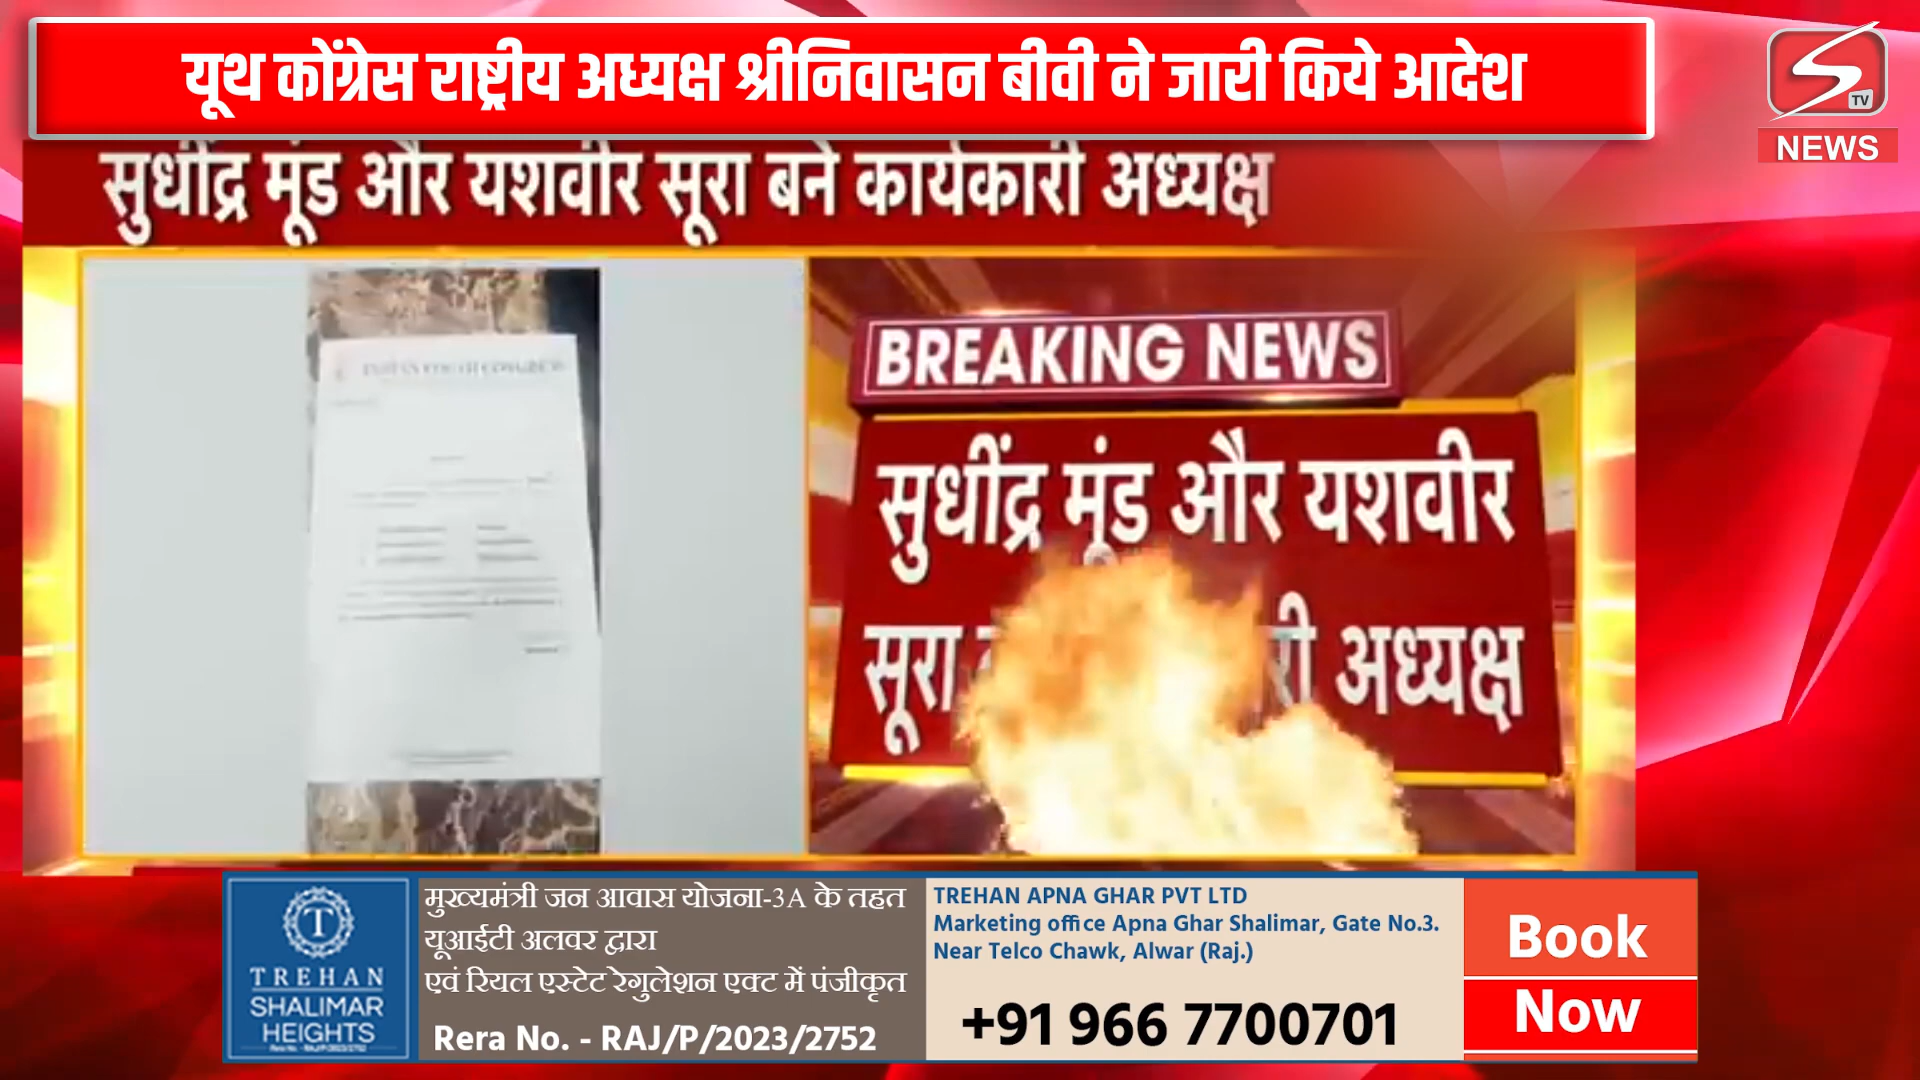 यूथ कोंग्रेस राष्ट्रीय अध्यक्ष श्रीनिवासन बीवी ने जारी किये आदेश
S TV
NEWS
सुधींद्र मूंड और यशवीर सूरा बने कार्यकारी अध्यक्ष
INDIAN YOUTH CONGRESS
BREAKING NEWS
सुधींद्र मूंड और यशवीर
सूरा अध्यक्ष
TREHAN
SHALIMAR
HEIGHTS
मुख्यमंत्री जन आवास योजना-3A के तहत
यूआईटी अलवर द्वारा
एवं रियल एस्टेट रेगुलेशन एक्ट में पंजीकृत
Rera No. - RAJ/P/2023/2752
TREHAN APNA GHAR PVT LTD
Marketing office Apna Ghar Shalimar, Gate No.3.
Near Telco Chawk, Alwar (Raj.)
+91 966 7700701
Book
Now